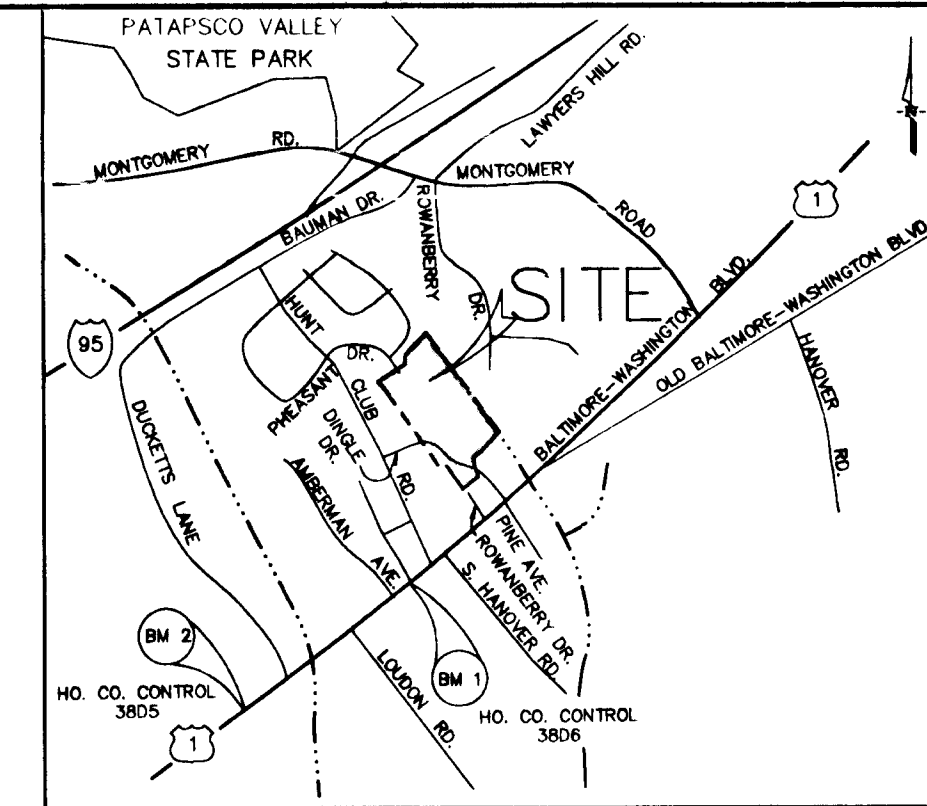 PATAPSCO VALLEY
STATE PARK
LAWYERS HILL RD.
MONTGOMERY RD.
MONTGOMERY ROAD
BAUMAN DR.
ROWANBERRY DR.
1
SITE
BALTIMORE-WASHINGTON BLVD.
OLD BALTIMORE-WASHINGTON BLVD.
HANOVER RD.
95
HUNT CLUB RD.
PHEASANT DR.
DINGLE DR.
DUCKETTS LANE
AMBERMAN AVE.
PINE AVE.
ROWANBERRY DR.
S. HANOVER RD.
BM 2
HO. CO. CONTROL
38D5
LOUDON RD.
BM 1
HO. CO. CONTROL
38D6
1